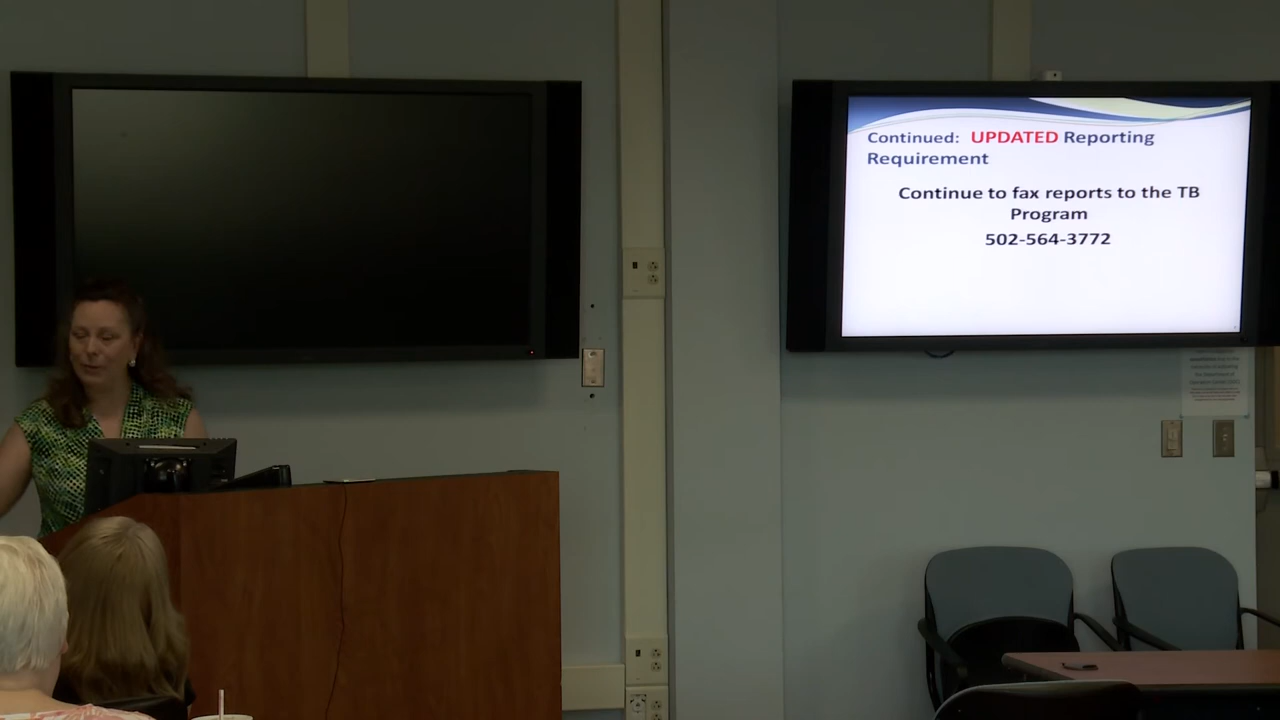 Continued: UPDATED Reporting
Requirement
Continue to fax reports to the TB
Program
502-564-3772